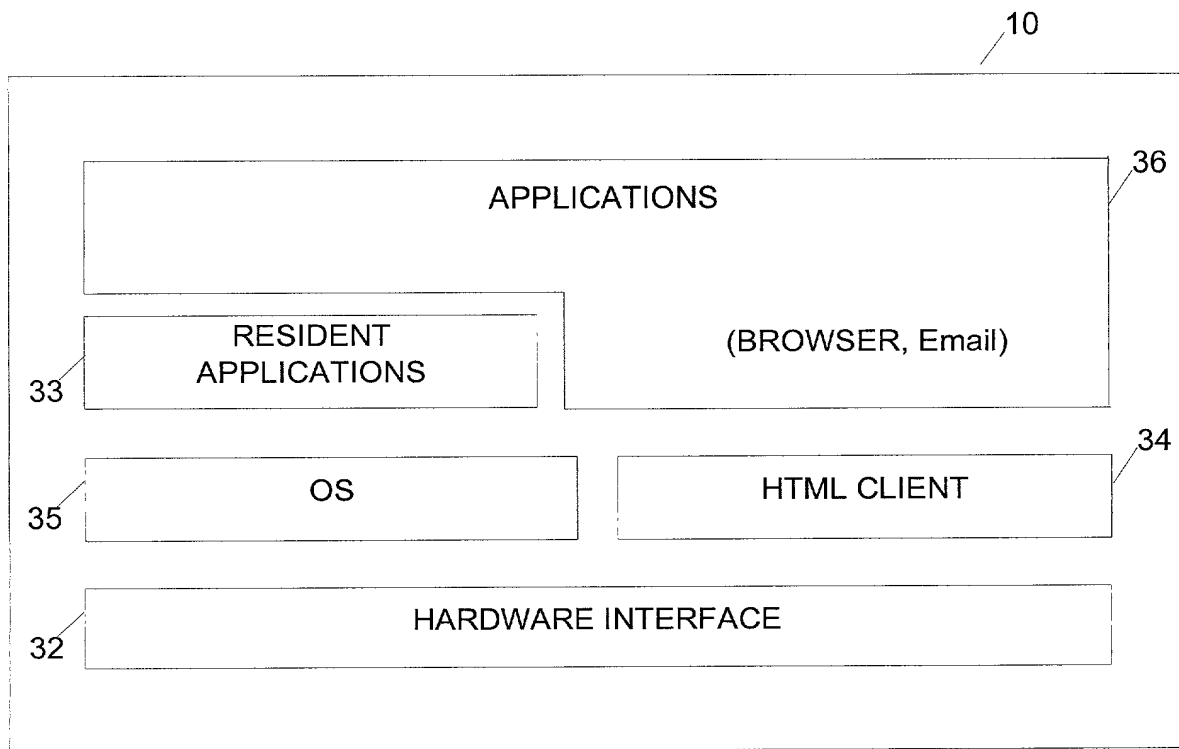 10
36
APPLICATIONS
(BROWSER, Email)
RESIDENT
APPLICATIONS
33
34
OS
HTML CLIENT
35
HARDWARE INTERFACE
32